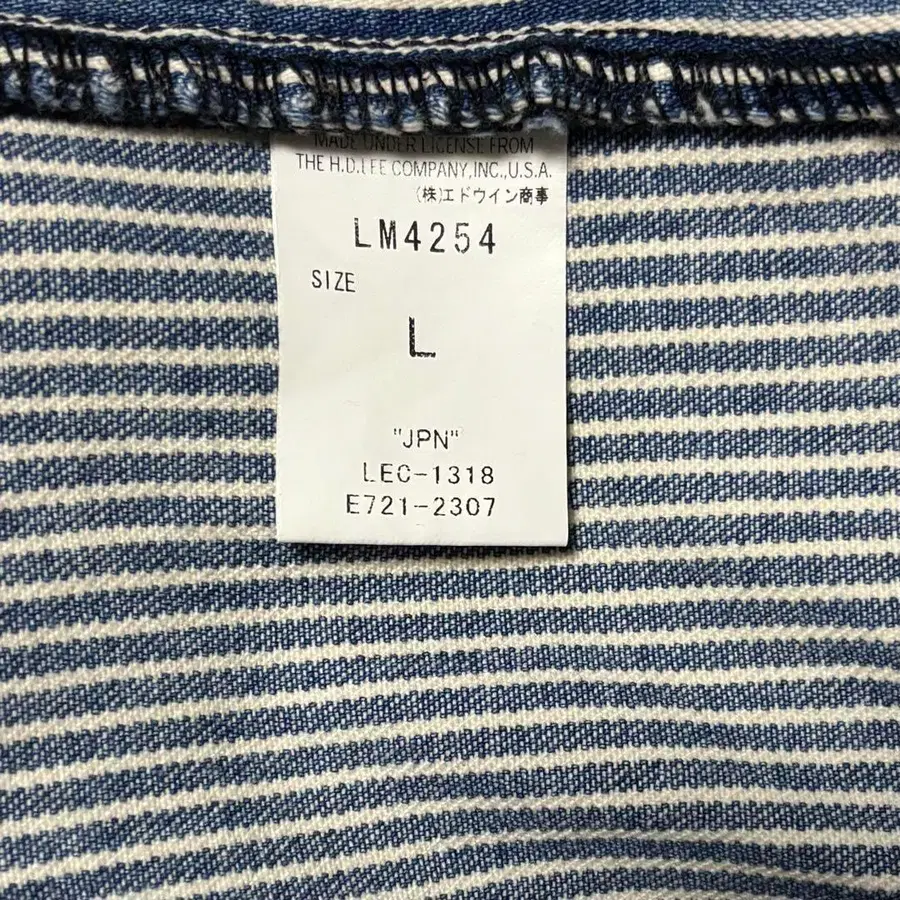 MADE UNDER LICENSE FROM
THE H.D.LEE COMPANY,INC.,U.S.A.
(株)エドウイン商事
LM4254
SIZE
L
"JPN"
LEC-1318
E721-2307